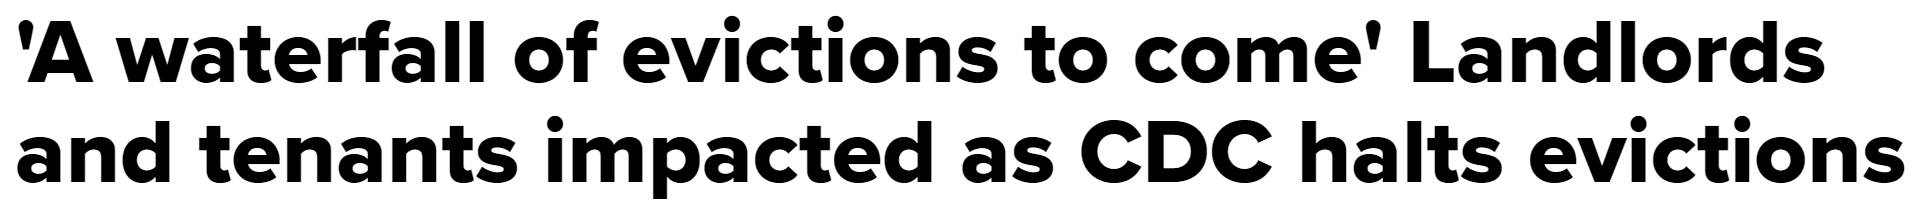 'A waterfall of evictions to come' Landlords
and tenants impacted as CDC halts evictions